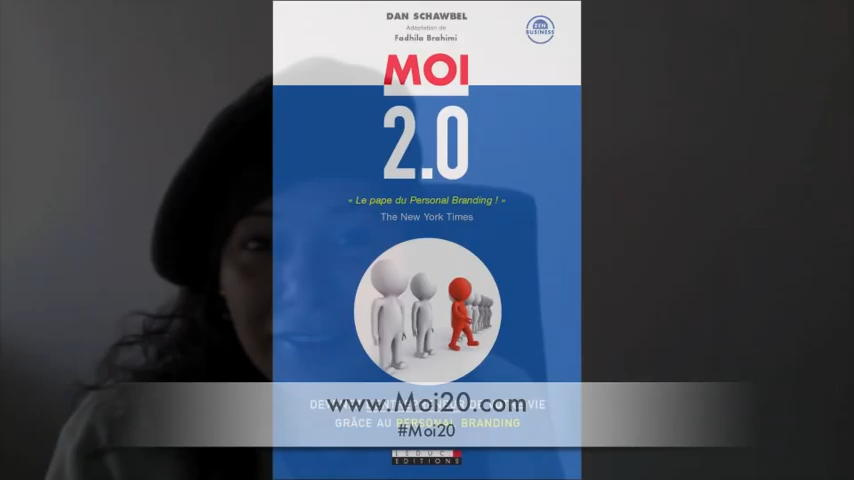 DAN SCHAWBEL
Adaptation de
Fadhila Brahimi
ZEN
BUSINESS
MOI
2.0
« Le pape du Personal Branding ! »
The New York Times
www.Moi20.com
GRÂCE AU PERSONAL BRANDING
#Moi20
LEDUC.S
EDITIONS